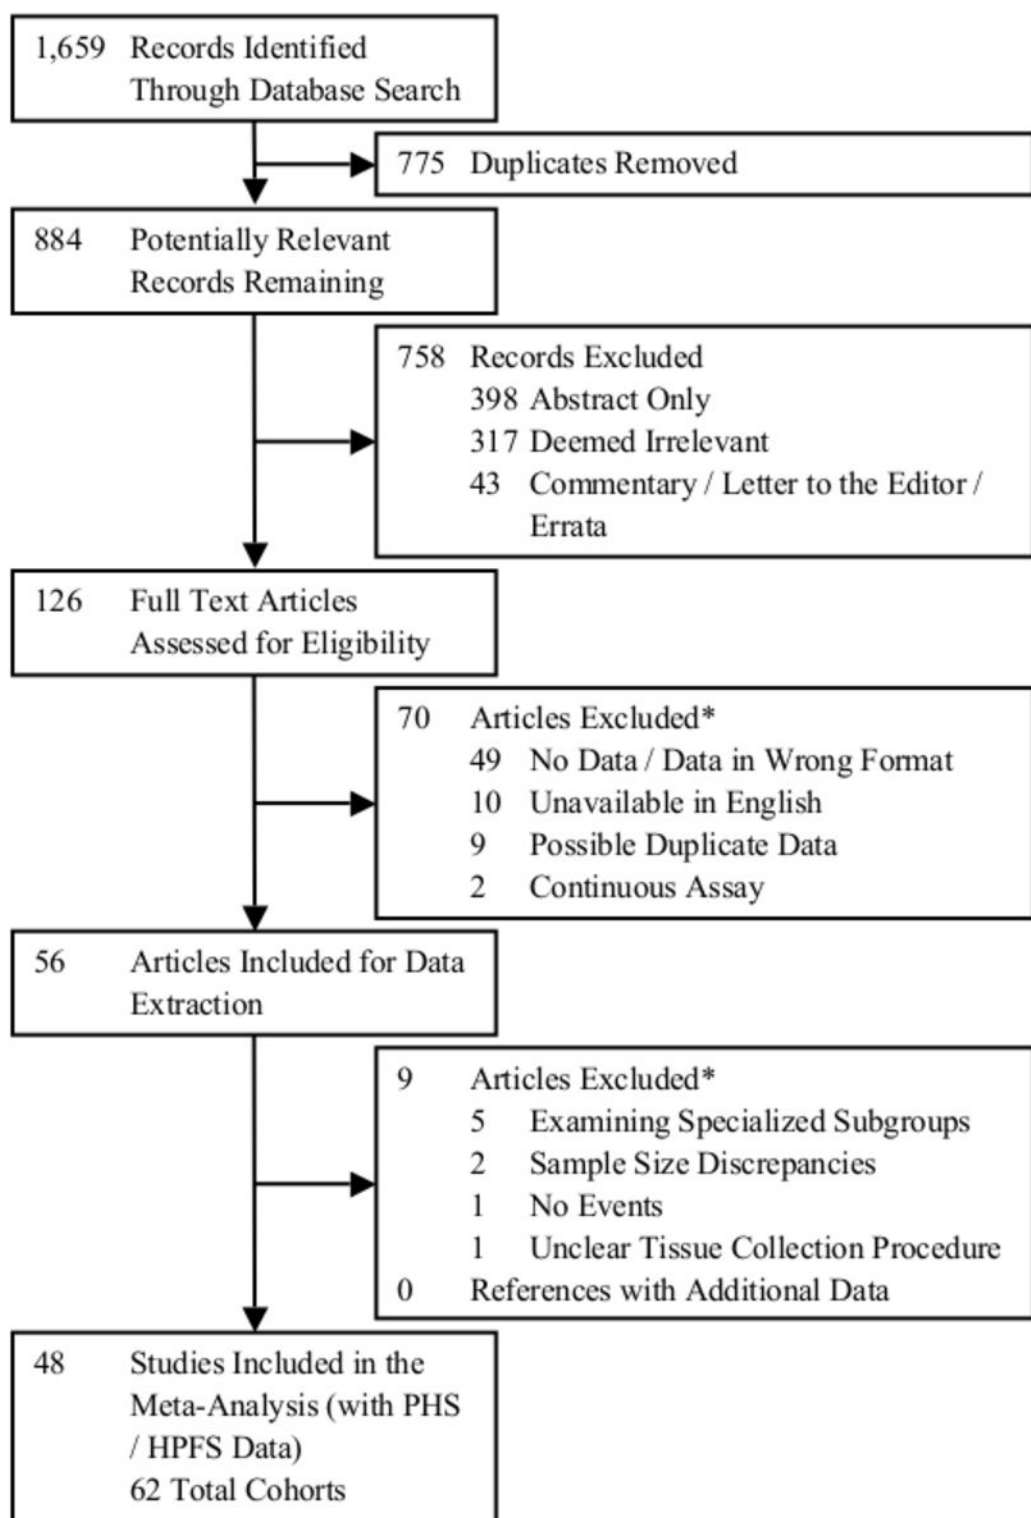 1,659 Records Identified
Through Database Search
775 Duplicates Removed
884 Potentially Relevant
Records Remaining
758 Records Excluded
398 Abstract Only
317 Deemed Irrelevant
43 Commentary / Letter to the Editor /
Errata
126 Full Text Articles
Assessed for Eligibility
70 Articles Excluded*
49 No Data / Data in Wrong Format
10 Unavailable in English
9 Possible Duplicate Data
2 Continuous Assay
56 Articles Included for Data
Extraction
9 Articles Excluded*
5 Examining Specialized Subgroups
2 Sample Size Discrepancies
1 No Events
1 Unclear Tissue Collection Procedure
0 References with Additional Data
48 Studies Included in the
Meta-Analysis (with PHS
/ HPFS Data)
62 Total Cohorts